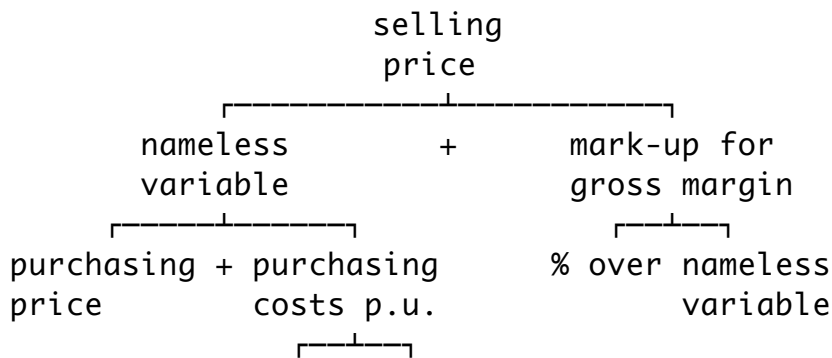 selling
price
nameless + mark-up for
variable gross margin
purchasing + purchasing % over nameless
price costs p.u. variable